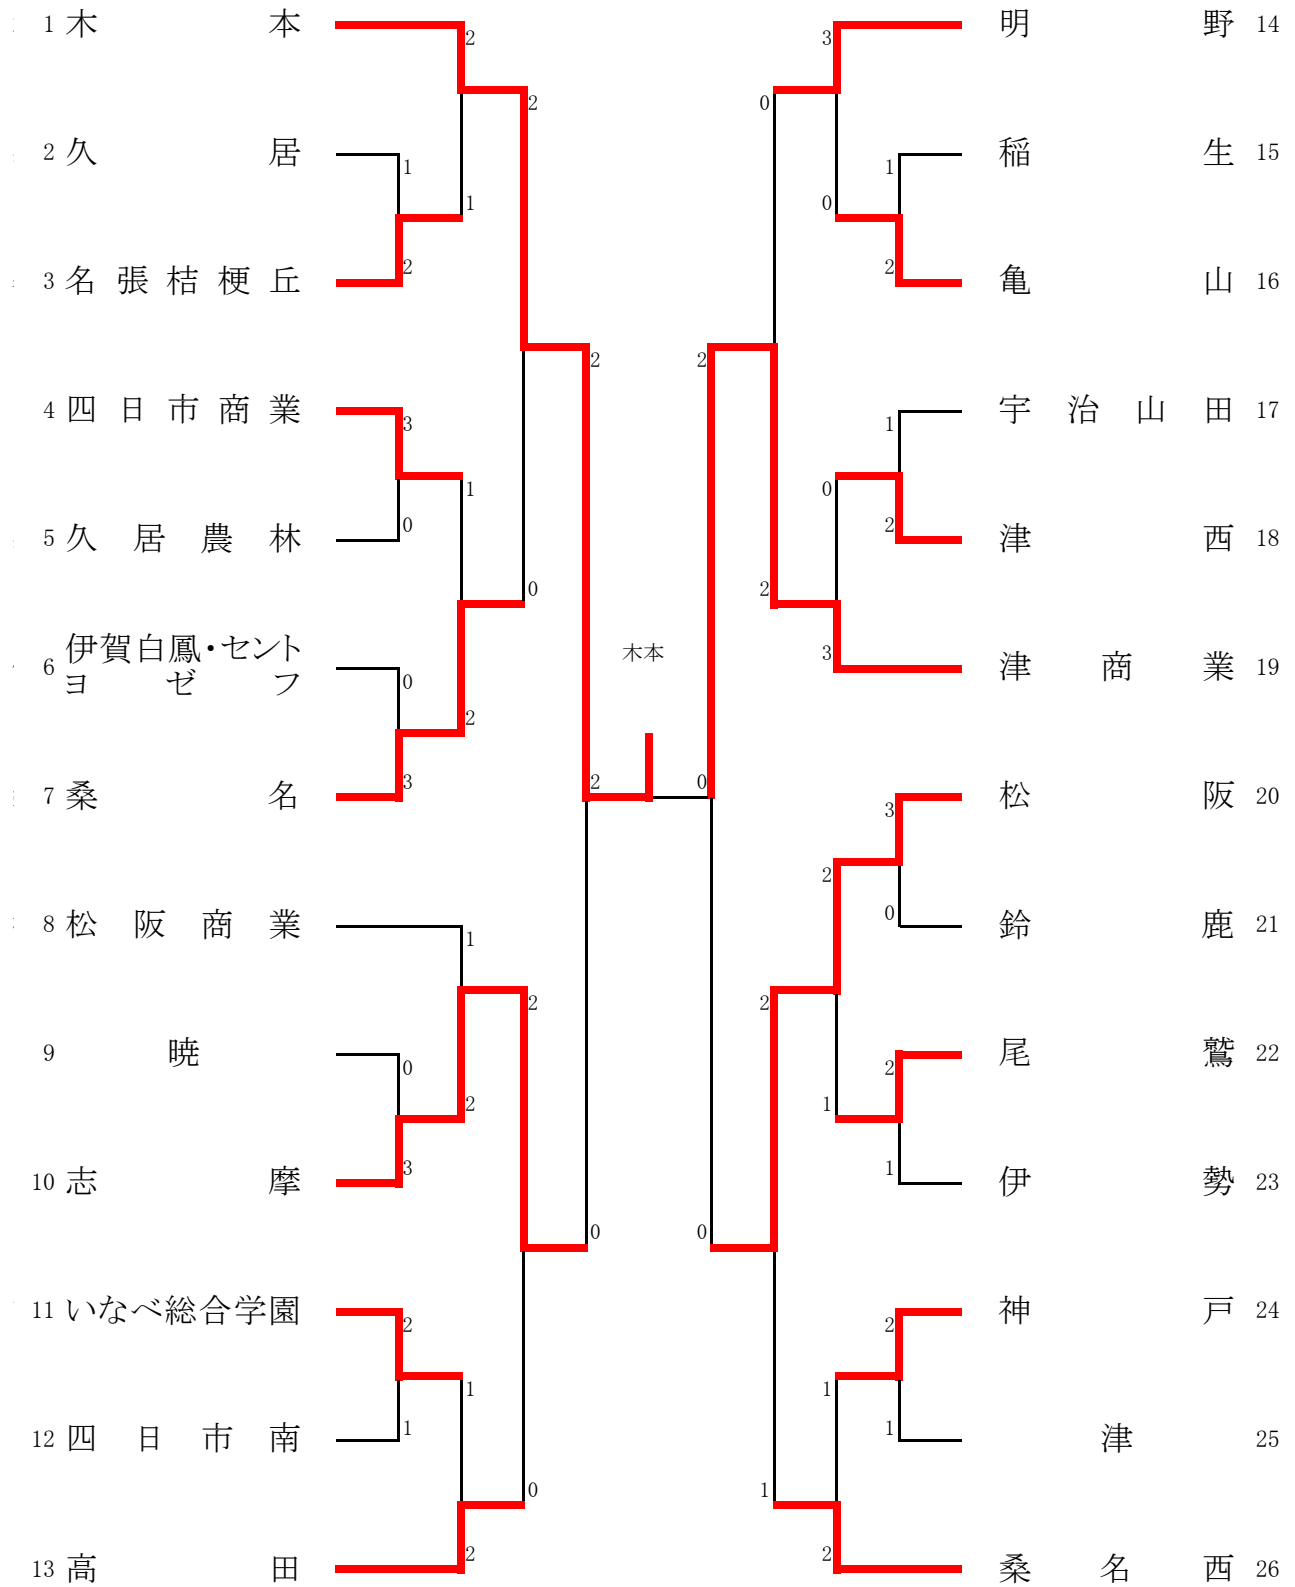 1 木本
2
2
2 久居
1
1
3 名張桔梗丘
2
2
4 四日市商業
3
1
5 久居農林
0
0
6 伊賀白鳳・セント
ヨゼフ
0
2
7 桑名
3
2
8 松阪商業
1
2
9 暁
0
2
10 志摩
3
0
11 いなべ総合学園
2
1
12 四日市南
1
0
13 高田
2
木本
明野 14
3
0
稲生 15
1
0
亀山 16
2
2
宇治山田 17
1
0
津西 18
2
2
津商業 19
3
0
松阪 20
3
2
鈴鹿 21
0
2
尾鷲 22
2
1
伊勢 23
1
0
神戸 24
2
1
津 25
1
1
桑名西 26
2